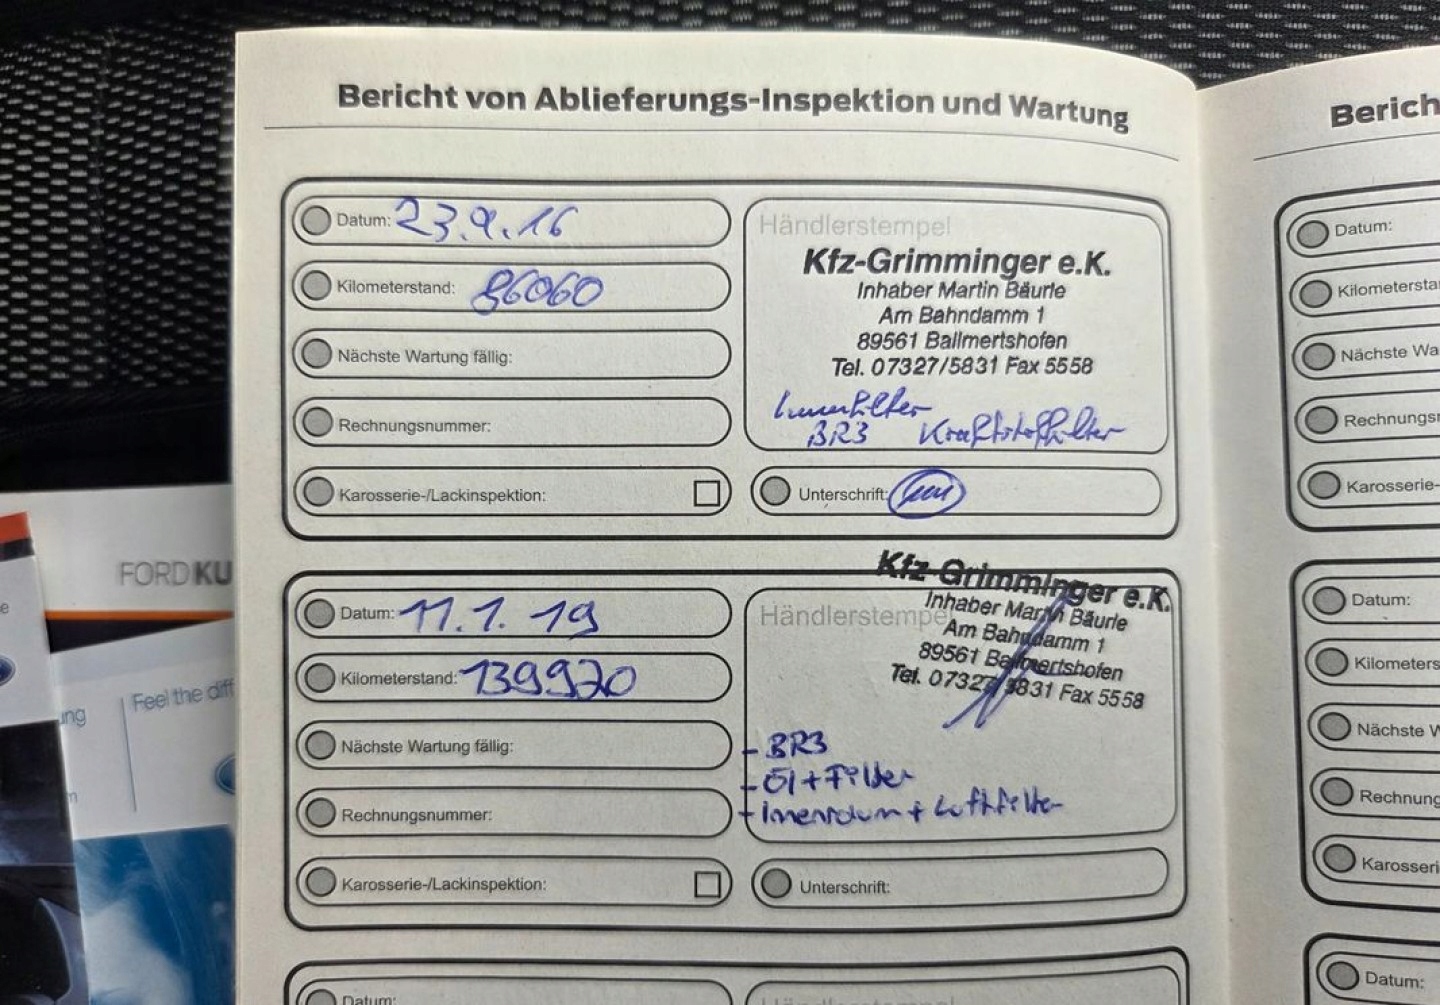 Bericht von Ablieferungs-Inspektion und Wartung
Datum: 23.9.16
Kilometerstand: 86060
Nächste Wartung fällig:
Rechnungsnummer:
Karosserie-/Lackinspektion:
Händlerstempel
Kfz-Grimminger e.K.
Inhaber Martin Bäurle
Am Bahndamm 1
89561 Ballmertshofen
Tel. 07327/5831 Fax 5558
Innenfilter
BR3 Kraftstofffilter
Unterschrift:
Datum: 11.1.19
Kilometerstand: 139920
Nächste Wartung fällig:
Rechnungsnummer:
Karosserie-/Lackinspektion:
Händlerstempel
Kfz-Grimminger e.K.
Inhaber Martin Bäurle
Am Bahndamm 1
89561 Ballmertshofen
Tel. 07327/5831 Fax 5558
- BR3
- Öl + Filter
- Innenraum + Luftfilter
Unterschrift:
Datum:
Händlerstempel
Berich
Datum:
Kilometersta
Nächste Wa
Rechnungsn
Karosserie-
Datum:
Kilometers
Nächste W
Rechnung
Karosseri
Datum:
FORD KU
Feel the diff